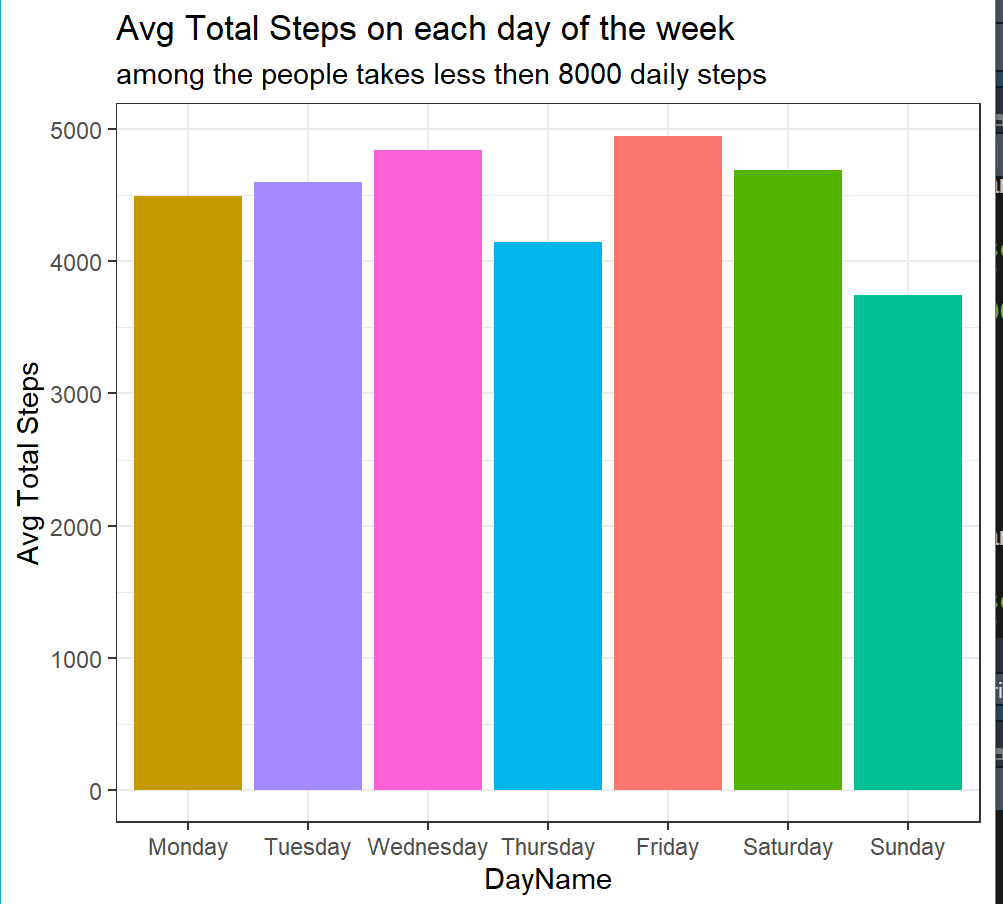 Avg Total Steps on each day of the week
among the people takes less then 8000 daily steps
Avg Total Steps
5000
4000
3000
2000
1000
0
Monday Tuesday Wednesday Thursday Friday Saturday Sunday
DayName